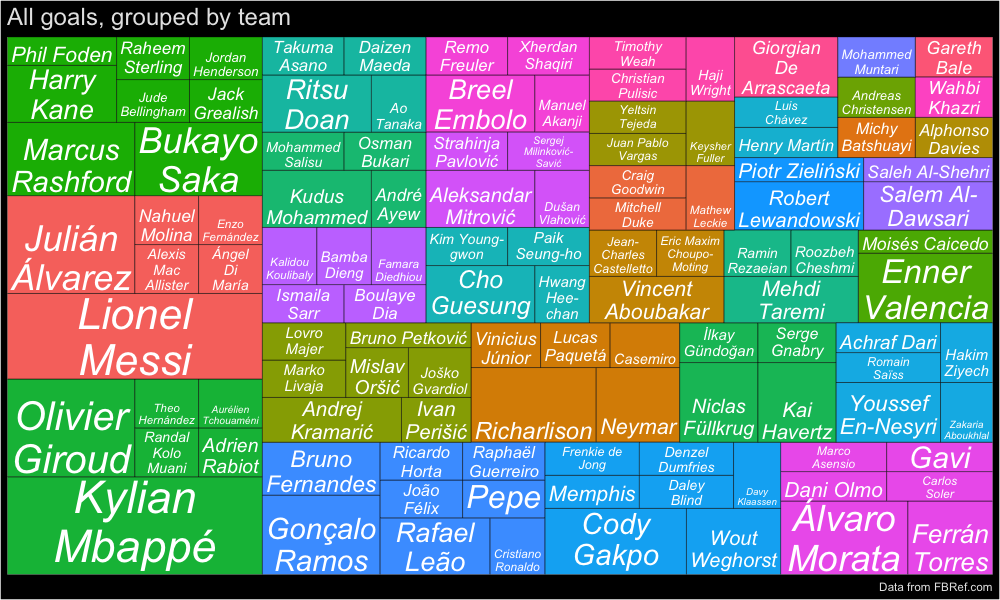 All goals, grouped by team
Phil Foden
Raheem
Sterling
Jordan
Henderson
Harry
Kane
Jude
Bellingham
Jack
Grealish
Marcus
Rashford
Bukayo
Saka
Julián
Álvarez
Nahuel
Molina
Enzo
Fernández
Alexis
Mac
Allister
Ángel
Di
María
Lionel
Messi
Olivier
Giroud
Theo
Hernández
Aurélien
Tchouaméni
Randal
Kolo
Muani
Adrien
Rabiot
Kylian
Mbappé
Takuma
Asano
Daizen
Maeda
Ritsu
Doan
Ao
Tanaka
Mohammed
Salisu
Osman
Bukari
Kudus
Mohammed
André
Ayew
Kalidou
Koulibaly
Bamba
Dieng
Famara
Diedhiou
Ismaila
Sarr
Boulaye
Dia
Remo
Freuler
Xherdan
Shaqiri
Breel
Embolo
Manuel
Akanji
Strahinja
Pavlović
Sergej
Milinković-
Savić
Aleksandar
Mitrović
Dušan
Vlahović
Kim Young-
gwon
Paik
Seung-ho
Cho
Guesung
Hwang
Hee-
chan
Timothy
Weah
Christian
Pulisic
Haji
Wright
Yeltsin
Tejeda
Juan Pablo
Vargas
Keysher
Fuller
Craig
Goodwin
Mitchell
Duke
Mathew
Leckie
Jean-
Charles
Castelletto
Eric Maxim
Choupo-
Moting
Vincent
Aboubakar
Giorgian
De
Arrascaeta
Luis
Chávez
Henry Martín
Piotr Zieliński
Robert
Lewandowski
Ramin
Rezaeian
Roozbeh
Cheshmi
Mehdi
Taremi
Mohammed
Muntari
Gareth
Bale
Andreas
Christensen
Wahbi
Khazri
Michy
Batshuayi
Alphonso
Davies
Saleh Al-Shehri
Salem Al-
Dawsari
Moisés Caicedo
Enner
Valencia
Lovro
Majer
Bruno Petković
Marko
Livaja
Mislav
Oršić
Joško
Gvardiol
Andrej
Kramarić
Ivan
Perišić
Vinicius
Júnior
Lucas
Paquetá
Casemiro
Richarlison
Neymar
İlkay
Gündoğan
Serge
Gnabry
Niclas
Füllkrug
Kai
Havertz
Achraf Dari
Romain
Saïss
Hakim
Ziyech
Youssef
En-Nesyri
Zakaria
Aboukhlal
Bruno
Fernandes
Ricardo
Horta
Raphaël
Guerreiro
João
Félix
Pepe
Gonçalo
Ramos
Rafael
Leão
Cristiano
Ronaldo
Frenkie de
Jong
Denzel
Dumfries
Memphis
Daley
Blind
Davy
Klaassen
Cody
Gakpo
Wout
Weghorst
Marco
Asensio
Gavi
Dani Olmo
Carlos
Soler
Álvaro
Morata
Ferrán
Torres
Data from FBRef.com